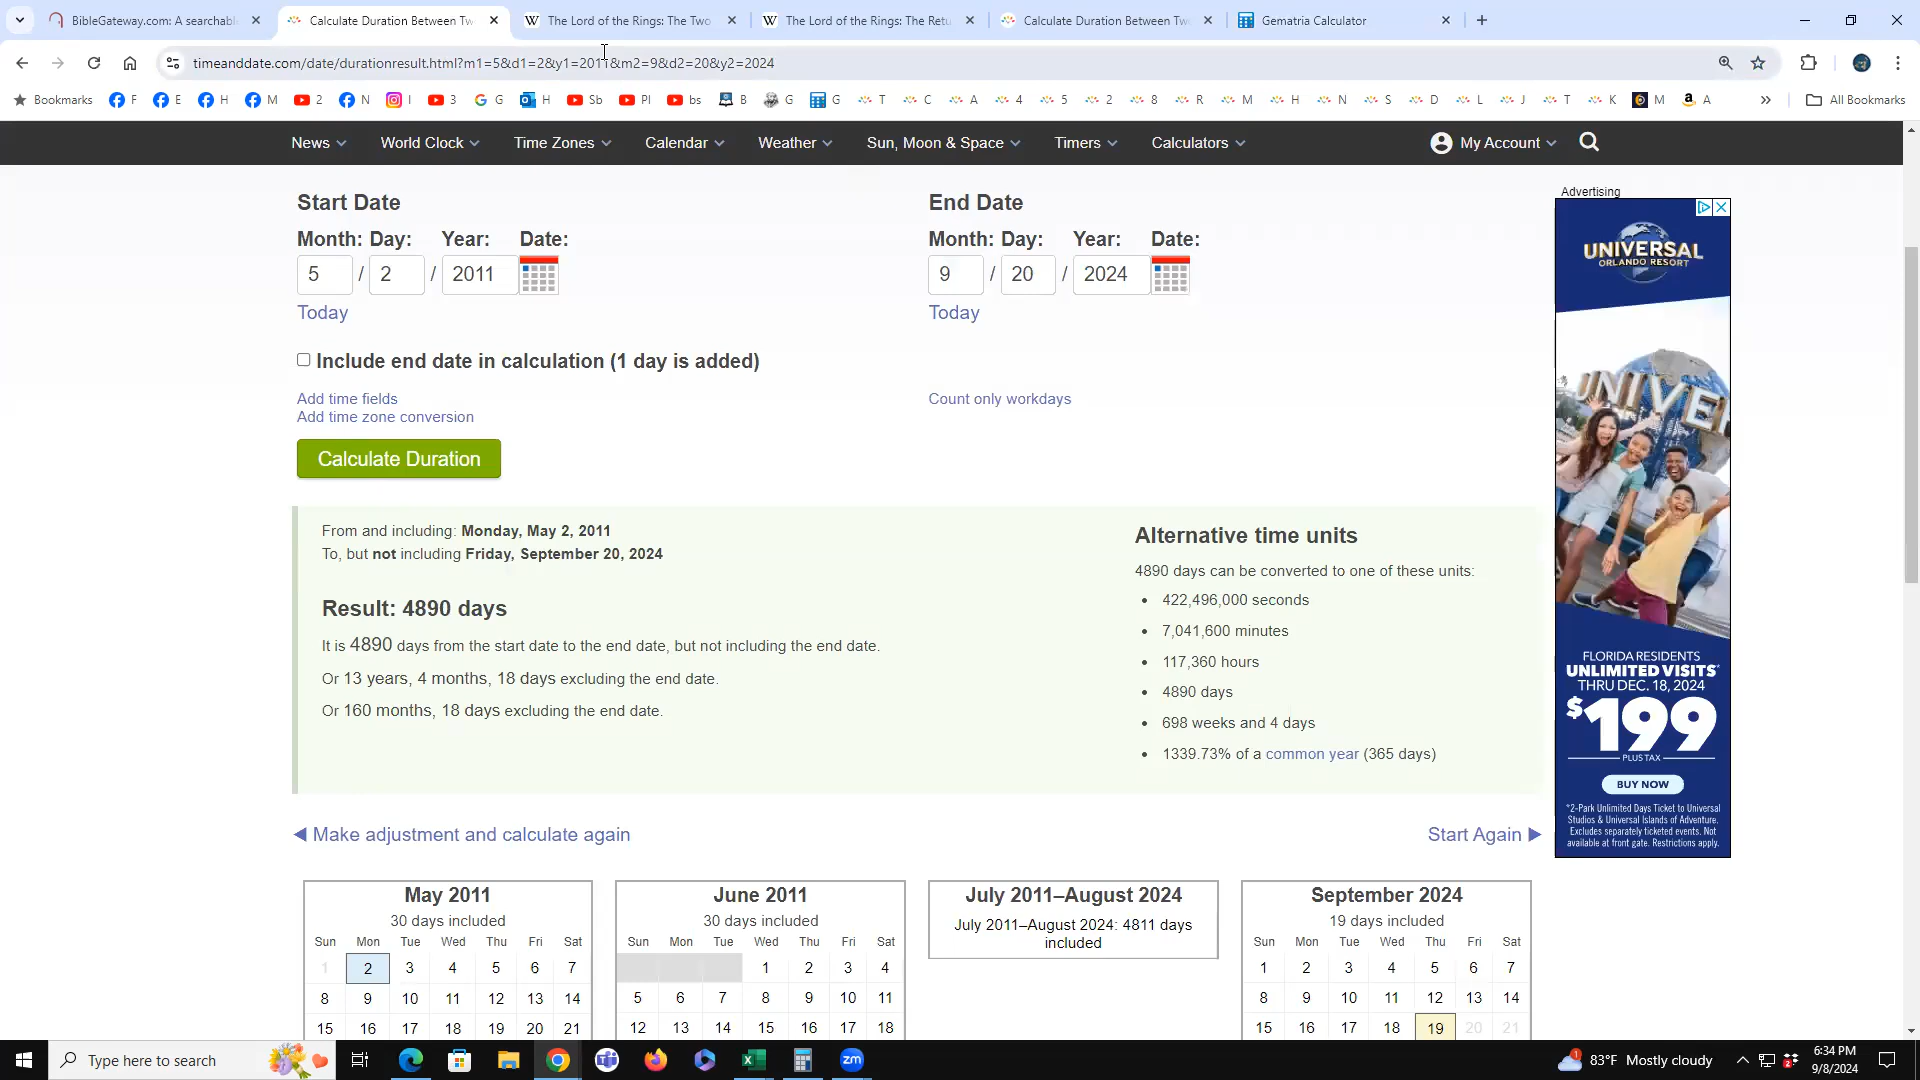 BibleGateway.com: A searchabl
Calculate Duration Between Tw
The Lord of the Rings: The Two
The Lord of the Rings: The Retu
Calculate Duration Between Tw
Gematria Calculator
timeanddate.com/date/durationresult.html?m1=5&d1=2&y1=2011&m2=9&d2=20&y2=2024
Bookmarks F E H M 2 N I 3 G H Sb Pl bs B G G T C A 4 5 2 8 R M H N S D L J T K M A » All Bookmarks
News World Clock Time Zones Calendar Weather Sun, Moon & Space Timers Calculators My Account
Start Date
Month: Day: Year: Date:
5 / 2 / 2011
Today
End Date
Month: Day: Year: Date:
9 / 20 / 2024
Today
Include end date in calculation (1 day is added)
Add time fields
Add time zone conversion
Count only workdays
Calculate Duration
From and including: Monday, May 2, 2011
To, but not including Friday, September 20, 2024
Result: 4890 days
It is 4890 days from the start date to the end date, but not including the end date.
Or 13 years, 4 months, 18 days excluding the end date.
Or 160 months, 18 days excluding the end date.
Alternative time units
4890 days can be converted to one of these units:
• 422,496,000 seconds
• 7,041,600 minutes
• 117,360 hours
• 4890 days
• 698 weeks and 4 days
• 1339.73% of a common year (365 days)
Make adjustment and calculate again
Start Again
May 2011
30 days included
Sun Mon Tue Wed Thu Fri Sat
1 2 3 4 5 6 7
8 9 10 11 12 13 14
15 16 17 18 19 20 21
June 2011
30 days included
Sun Mon Tue Wed Thu Fri Sat
1 2 3 4
5 6 7 8 9 10 11
12 13 14 15 16 17 18
July 2011–August 2024
July 2011–August 2024: 4811 days
included
September 2024
19 days included
Sun Mon Tue Wed Thu Fri Sat
1 2 3 4 5 6 7
8 9 10 11 12 13 14
15 16 17 18 19 20 21
Advertising
UNIVERSAL
ORLANDO RESORT
UNIVER
FLORIDA RESIDENTS
UNLIMITED VISITS*
THRU DEC. 18, 2024
$199
PLUS TAX
BUY NOW
*2-Park Unlimited Days Ticket to Universal
Studios & Universal Islands of Adventure.
Excludes separately ticketed events. Not
available at front gate. Restrictions apply.
Type here to search
83°F Mostly cloudy
6:34 PM
9/8/2024